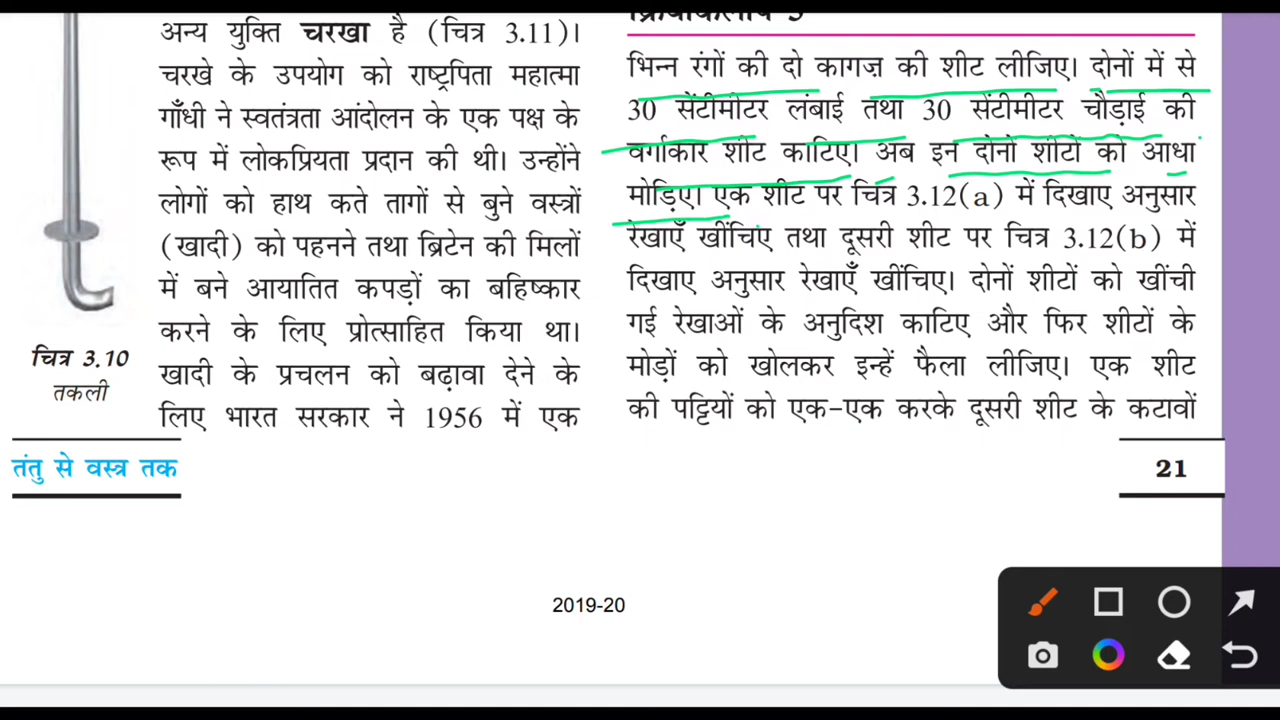 अन्य युक्ति चरखा है (चित्र 3.11)।
चरखे के उपयोग को राष्ट्रपिता महात्मा
गाँधी ने स्वतंत्रता आंदोलन के एक पक्ष के
रूप में लोकप्रियता प्रदान की थी। उन्होंने
लोगों को हाथ कते तागों से बुने वस्त्रों
(खादी) को पहनने तथा ब्रिटेन की मिलों
में बने आयातित कपड़ों का बहिष्कार
करने के लिए प्रोत्साहित किया था।
खादी के प्रचलन को बढ़ावा देने के
लिए भारत सरकार ने 1956 में एक
चित्र 3.10
तकली
क्रियाकलाप 3
भिन्न रंगों की दो कागज़ की शीट लीजिए। दोनों में से
30 सेंटीमीटर लंबाई तथा 30 सेंटीमीटर चौड़ाई की
वर्गाकार शीट काटिए। अब इन दोनों शीटों को आधा
मोड़िए। एक शीट पर चित्र 3.12(a) में दिखाए अनुसार
रेखाएँ खींचिए तथा दूसरी शीट पर चित्र 3.12(b) में
दिखाए अनुसार रेखाएँ खींचिए। दोनों शीटों को खींची
गई रेखाओं के अनुदिश काटिए और फिर शीटों के
मोड़ों को खोलकर इन्हें फैला लीजिए। एक शीट
की पट्टियों को एक-एक करके दूसरी शीट के कटावों
तंतु से वस्त्र तक
21
2019-20